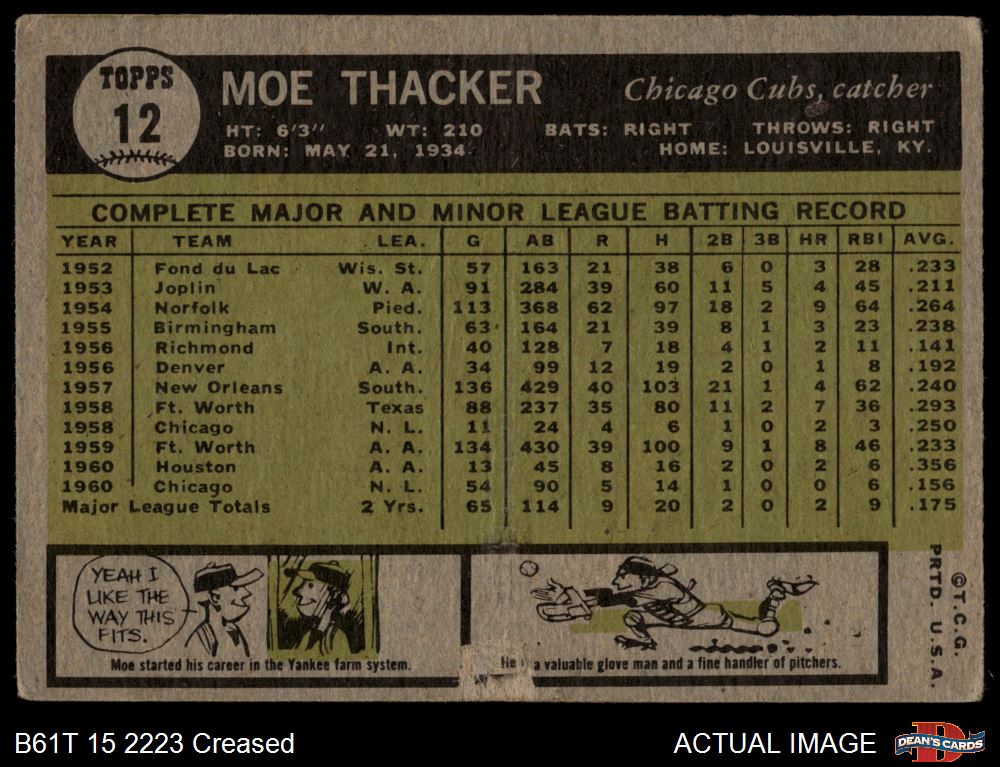 TOPPS
12
MOE THACKER
Chicago Cubs, catcher
HT: 6'3" WT: 210 BATS: RIGHT THROWS: RIGHT
BORN: MAY 21, 1934 HOME: LOUISVILLE, KY.
COMPLETE MAJOR AND MINOR LEAGUE BATTING RECORD
YEAR TEAM LEA. G AB R H 2B 3B HR RBI AVG.
1952 Fond du Lac Wis. St. 57 163 21 38 6 0 3 28 .233
1953 Joplin W. A. 91 284 39 60 11 5 4 45 .211
1954 Norfolk Pied. 113 368 62 97 18 2 9 64 .264
1955 Birmingham South. 63 164 21 39 8 1 3 23 .238
1956 Richmond Int. 40 128 7 18 4 1 2 11 .141
1956 Denver A. A. 34 99 12 19 2 0 1 8 .192
1957 New Orleans South. 136 429 40 103 21 1 4 62 .240
1958 Ft. Worth Texas 88 237 35 80 11 2 7 36 .293
1958 Chicago N. L. 11 24 4 6 1 0 2 3 .250
1959 Ft. Worth A. A. 134 430 39 100 9 1 8 46 .233
1960 Houston A. A. 13 45 8 16 2 0 2 6 .356
1960 Chicago N. L. 54 90 5 14 1 0 0 6 .156
Major League Totals 2 Yrs. 65 114 9 20 2 0 2 9 .175
YEAH I
LIKE THE
WAY THIS
FITS.
Moe started his career in the Yankee farm system.
He a valuable glove man and a fine handler of pitchers.
©T.C.G.
PRTD. U.S.A.
B61T 15 2223 Creased
ACTUAL IMAGE
D
DEAN'S CARDS